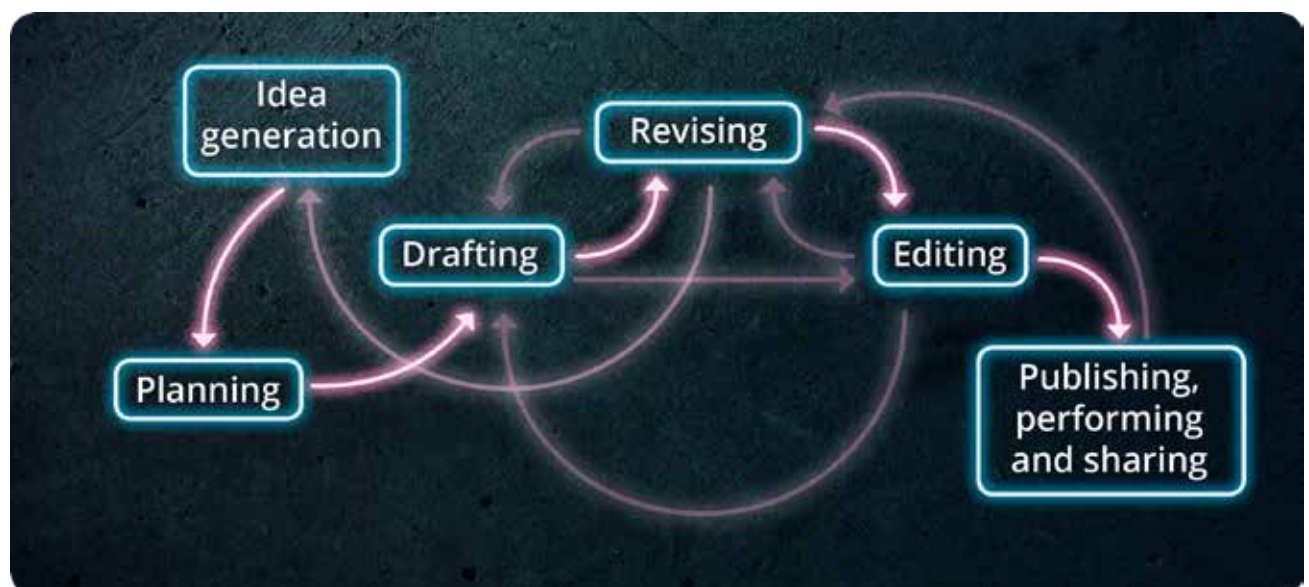 Idea
generation
Revising
Drafting
Editing
Planning
Publishing,
performing
and sharing